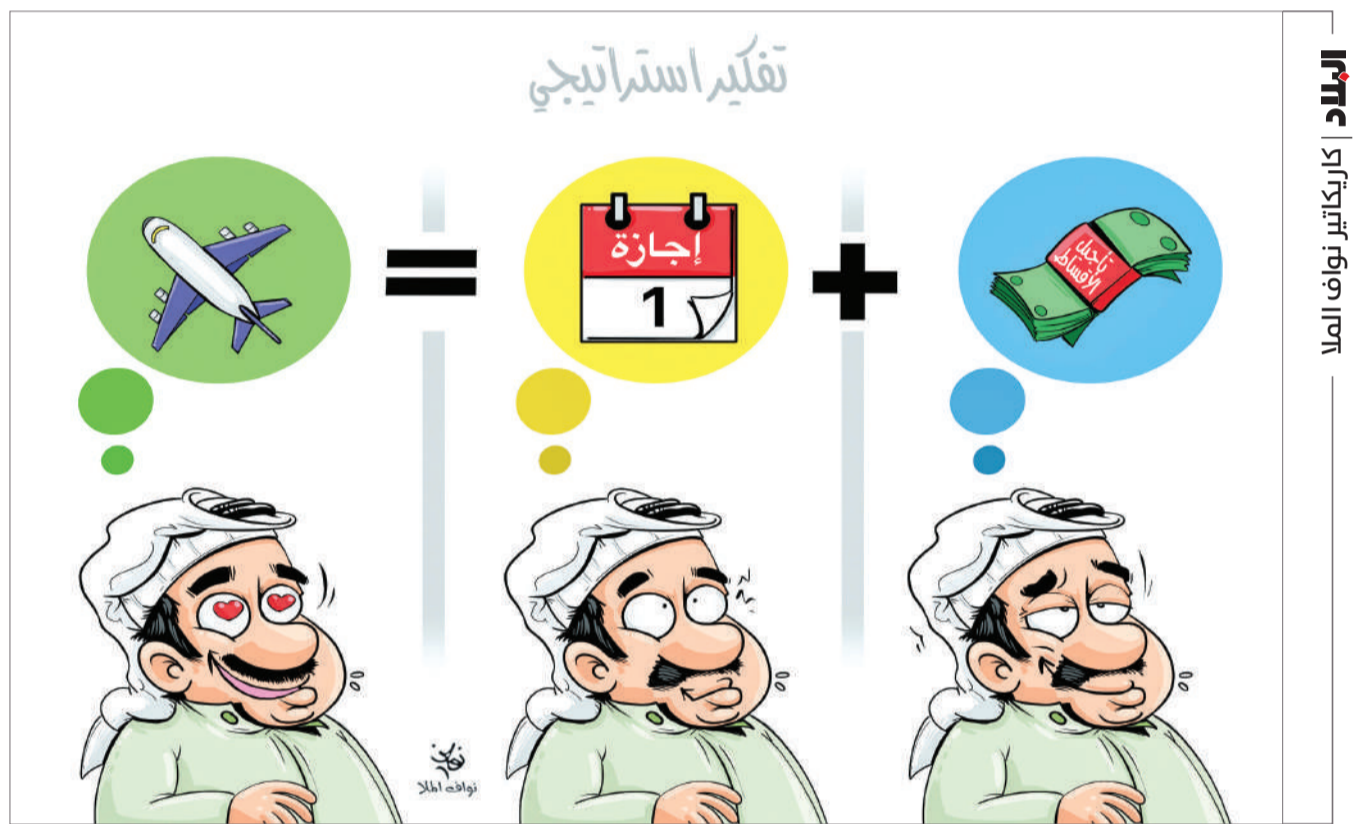 تفكير استراتيجي
تأجيل
الأقساط
+
إجازة
1
=
نواف الملا
البلاد | كاريكاتير نواف الملا